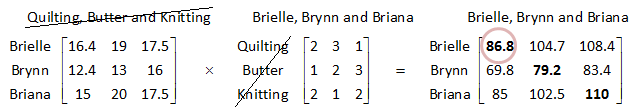 Quilting, Butter and Knitting Brielle, Brynn and Briana Brielle, Brynn and Briana
Brielle 16.4 19 17.5 Quilting 2 3 1 Brielle 86.8 104.7 108.4
Brynn 12.4 13 16 × Butter 1 2 3 = Brynn 69.8 79.2 83.4
Briana 15 20 17.5 Knitting 2 1 2 Briana 85 102.5 110